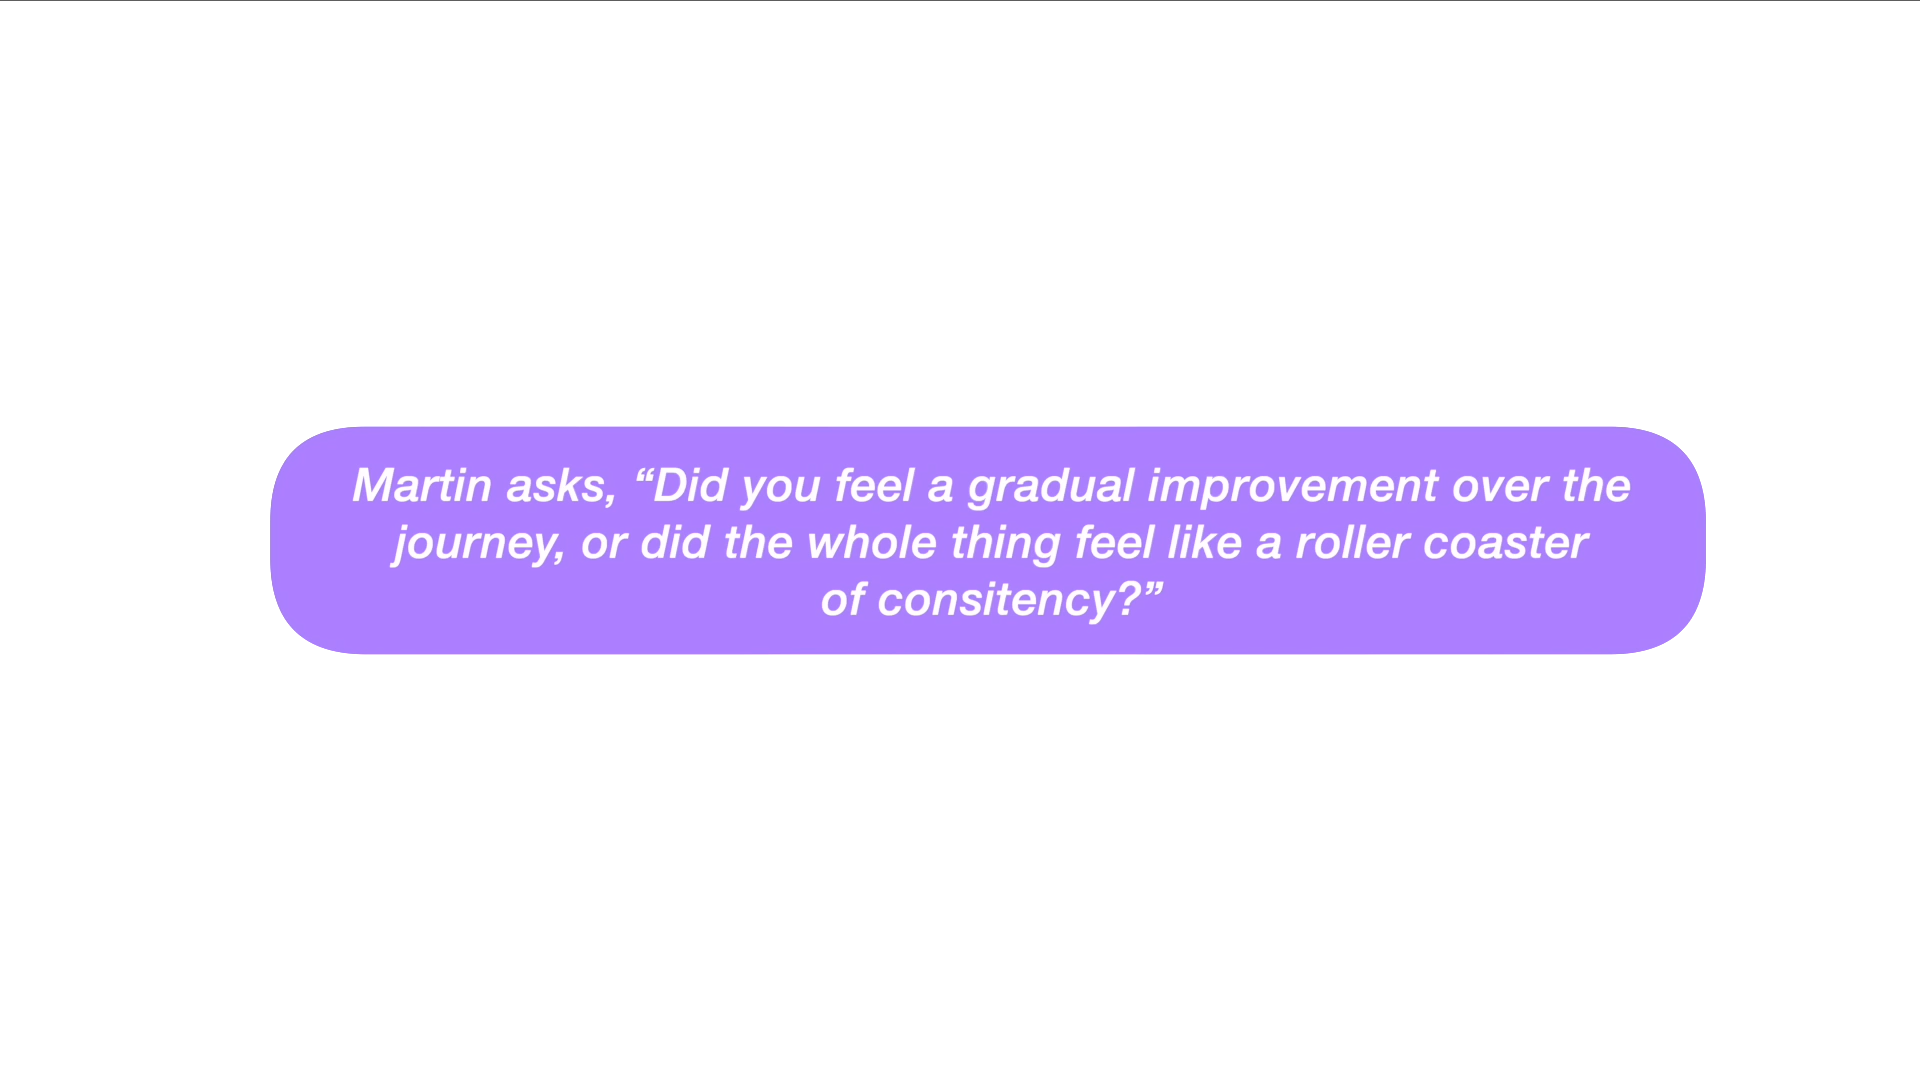 Martin asks, “Did you feel a gradual improvement over the
journey, or did the whole thing feel like a roller coaster
of consitency?”